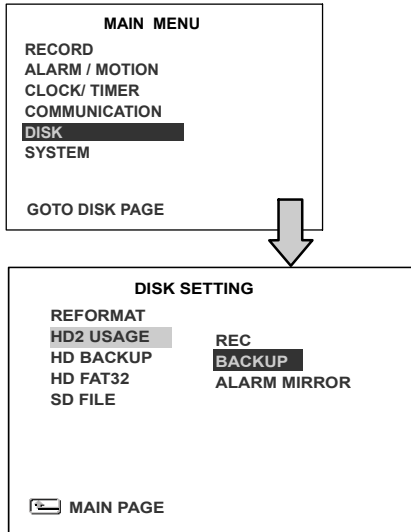 MAIN MENU
RECORD
ALARM / MOTION
CLOCK/ TIMER
COMMUNICATION
DISK
SYSTEM
GOTO DISK PAGE
DISK SETTING
REFORMAT
HD2 USAGE
HD BACKUP
HD FAT32
SD FILE
REC
BACKUP
ALARM MIRROR
MAIN PAGE